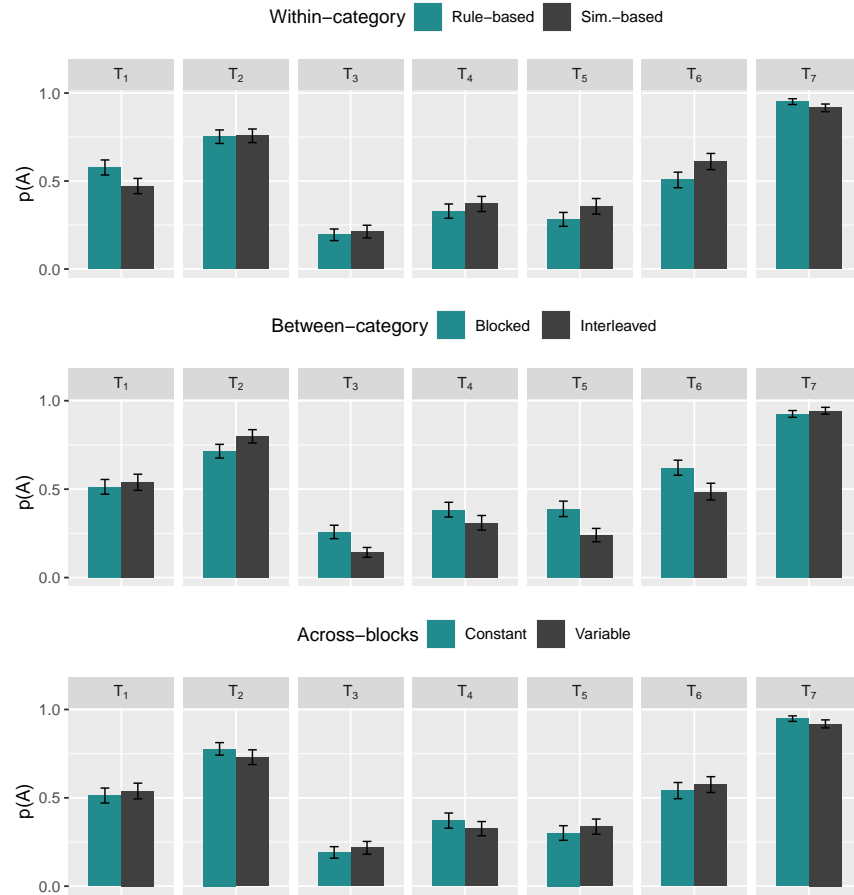 Within−category Rule−based Sim.−based
T₁ T₂ T₃ T₄ T₅ T₆ T₇
1.0
0.5
0.0
p(A)
Between−category Blocked Interleaved
T₁ T₂ T₃ T₄ T₅ T₆ T₇
1.0
0.5
0.0
p(A)
Across−blocks Constant Variable
T₁ T₂ T₃ T₄ T₅ T₆ T₇
1.0
0.5
0.0
p(A)